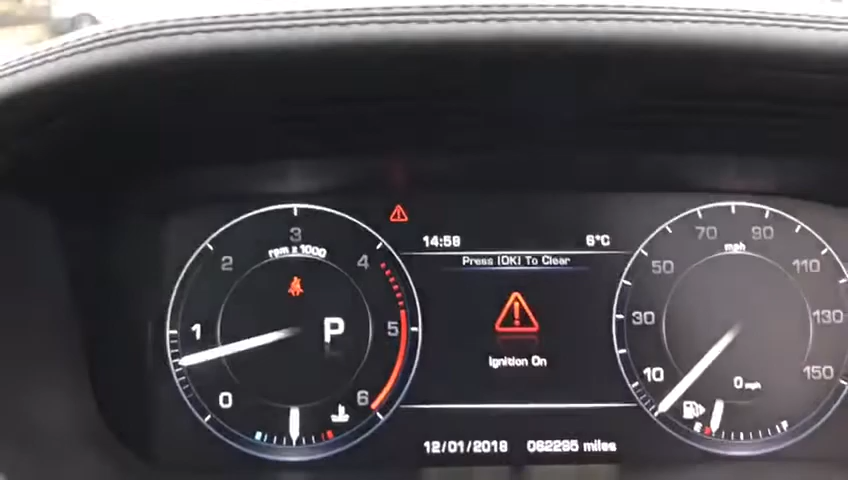 14:58
6°C
Press [OK] To Clear
Ignition On
12/01/2018
062295 miles
rpm x 1000
0
1
2
3
4
5
6
P
mph
10
30
50
70
90
110
130
150
0 mph
E
F